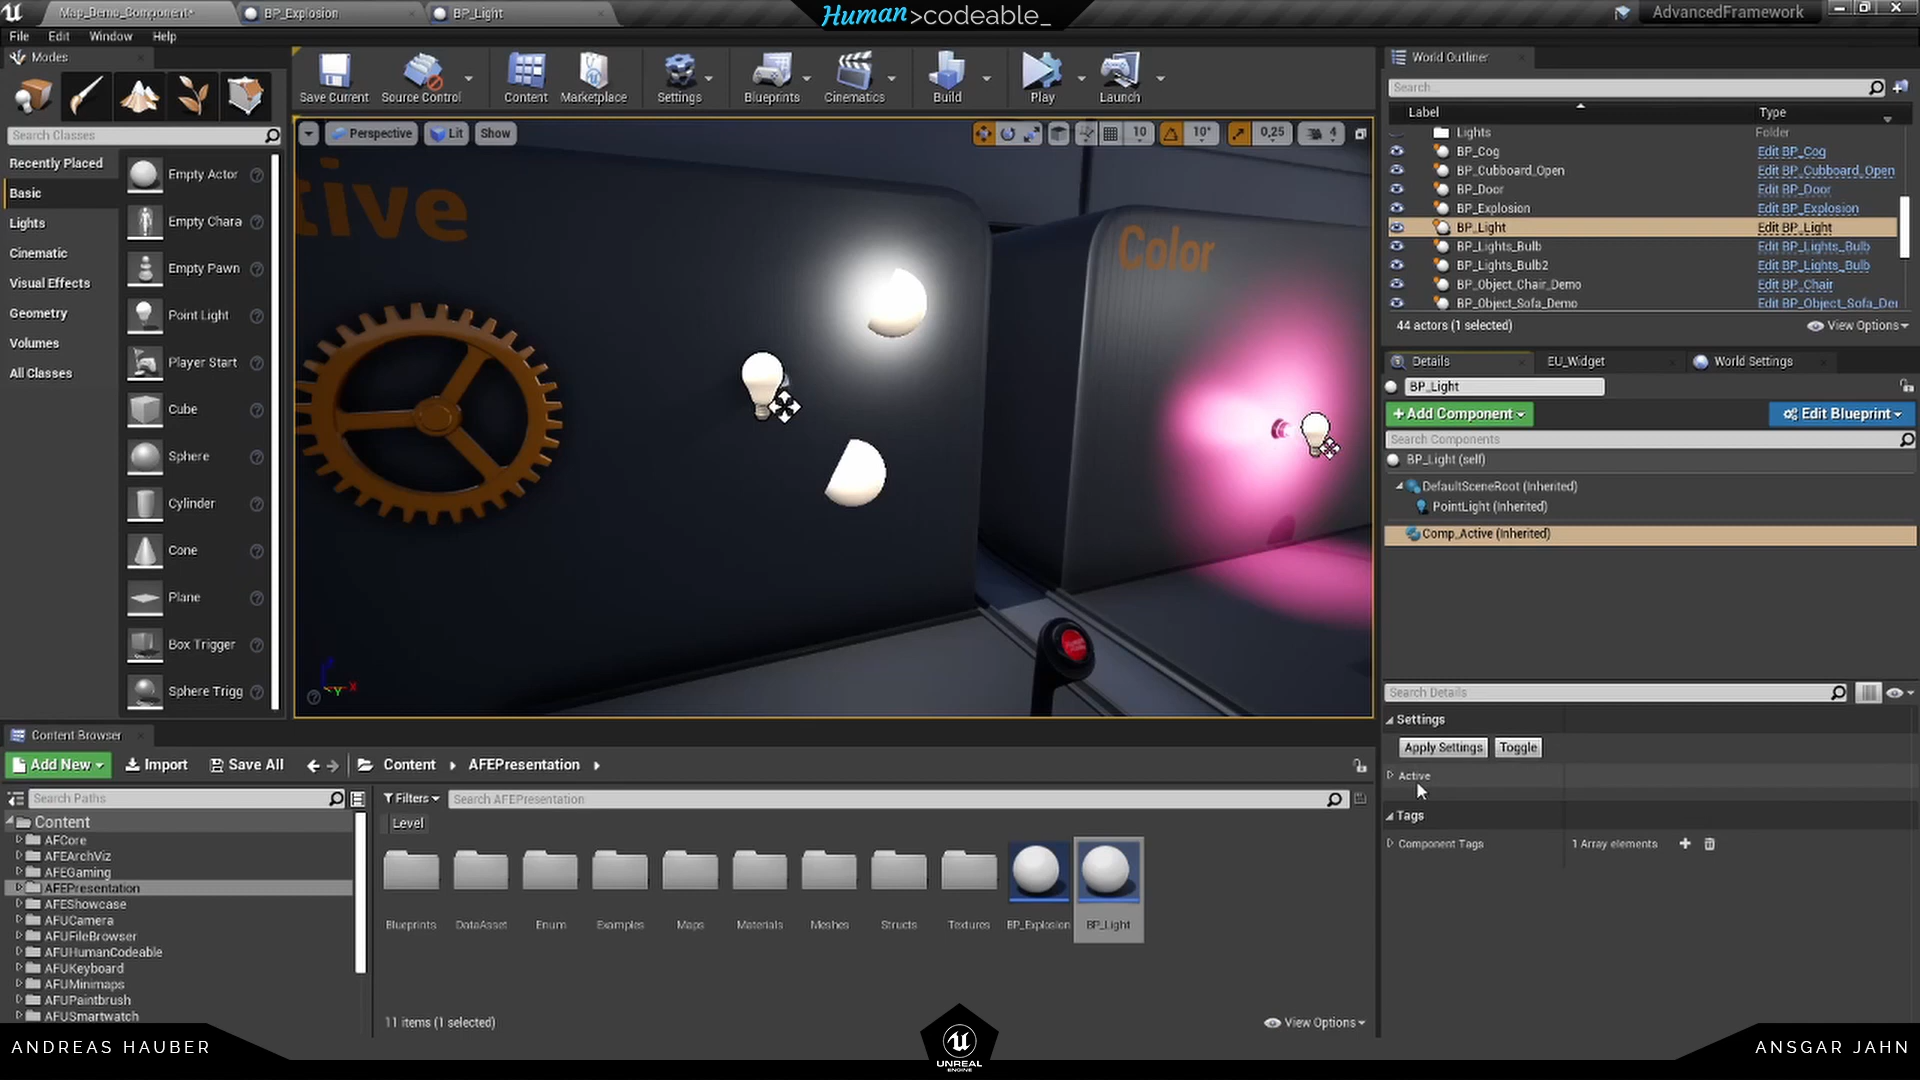 Map_Demo_Component*
BP_Explosion
BP_Light
Human>codeable_
AdvancedFramework
File
Edit
Window
Help
Modes
Save Current
Source Control
Content
Marketplace
Settings
Blueprints
Cinematics
Build
Play
Launch
World Outliner
Search...
Label
Type
Search Classes
Perspective
Lit
Show
10
10°
0,25
4
Recently Placed
Basic
Lights
Cinematic
Visual Effects
Geometry
Volumes
All Classes
Empty Actor
Empty Chara
Empty Pawn
Point Light
Player Start
Cube
Sphere
Cylinder
Cone
Plane
Box Trigger
Sphere Trigg
tive
Color
Lights
Folder
BP_Cog
Edit BP_Cog
BP_Cubboard_Open
Edit BP_Cubboard_Open
BP_Door
Edit BP_Door
BP_Explosion
Edit BP_Explosion
BP_Light
Edit BP_Light
BP_Lights_Bulb
Edit BP_Lights_Bulb
BP_Lights_Bulb2
Edit BP_Lights_Bulb
BP_Object_Chair_Demo
Edit BP_Chair
BP_Object_Sofa_Demo
Edit BP_Object_Sofa_Der
44 actors (1 selected)
View Options
Details
EU_Widget
World Settings
BP_Light
+ Add Component
Edit Blueprint
Search Components
BP_Light (self)
DefaultSceneRoot (Inherited)
PointLight (Inherited)
Comp_Active (Inherited)
Search Details
Settings
Apply Settings
Toggle
Active
Tags
Component Tags
1 Array elements
X
Y
Content Browser
Add New
Import
Save All
Content
AFEPresentation
Search Paths
Filters
Search AFEPresentation
Level
Content
AFCore
AFEArchViz
AFEGaming
AFEPresentation
AFEShowcase
AFUCamera
AFUFileBrowser
AFUHumanCodeable
AFUKeyboard
AFUMinimaps
AFUPaintbrush
AFUSmartwatch
Blueprints
DataAsset
Enum
Examples
Maps
Materials
Meshes
Structs
Textures
BP_Explosion
BP_Light
11 items (1 selected)
View Options
ANDREAS HAUBER
UNREAL
ENGINE
ANSGAR JAHN